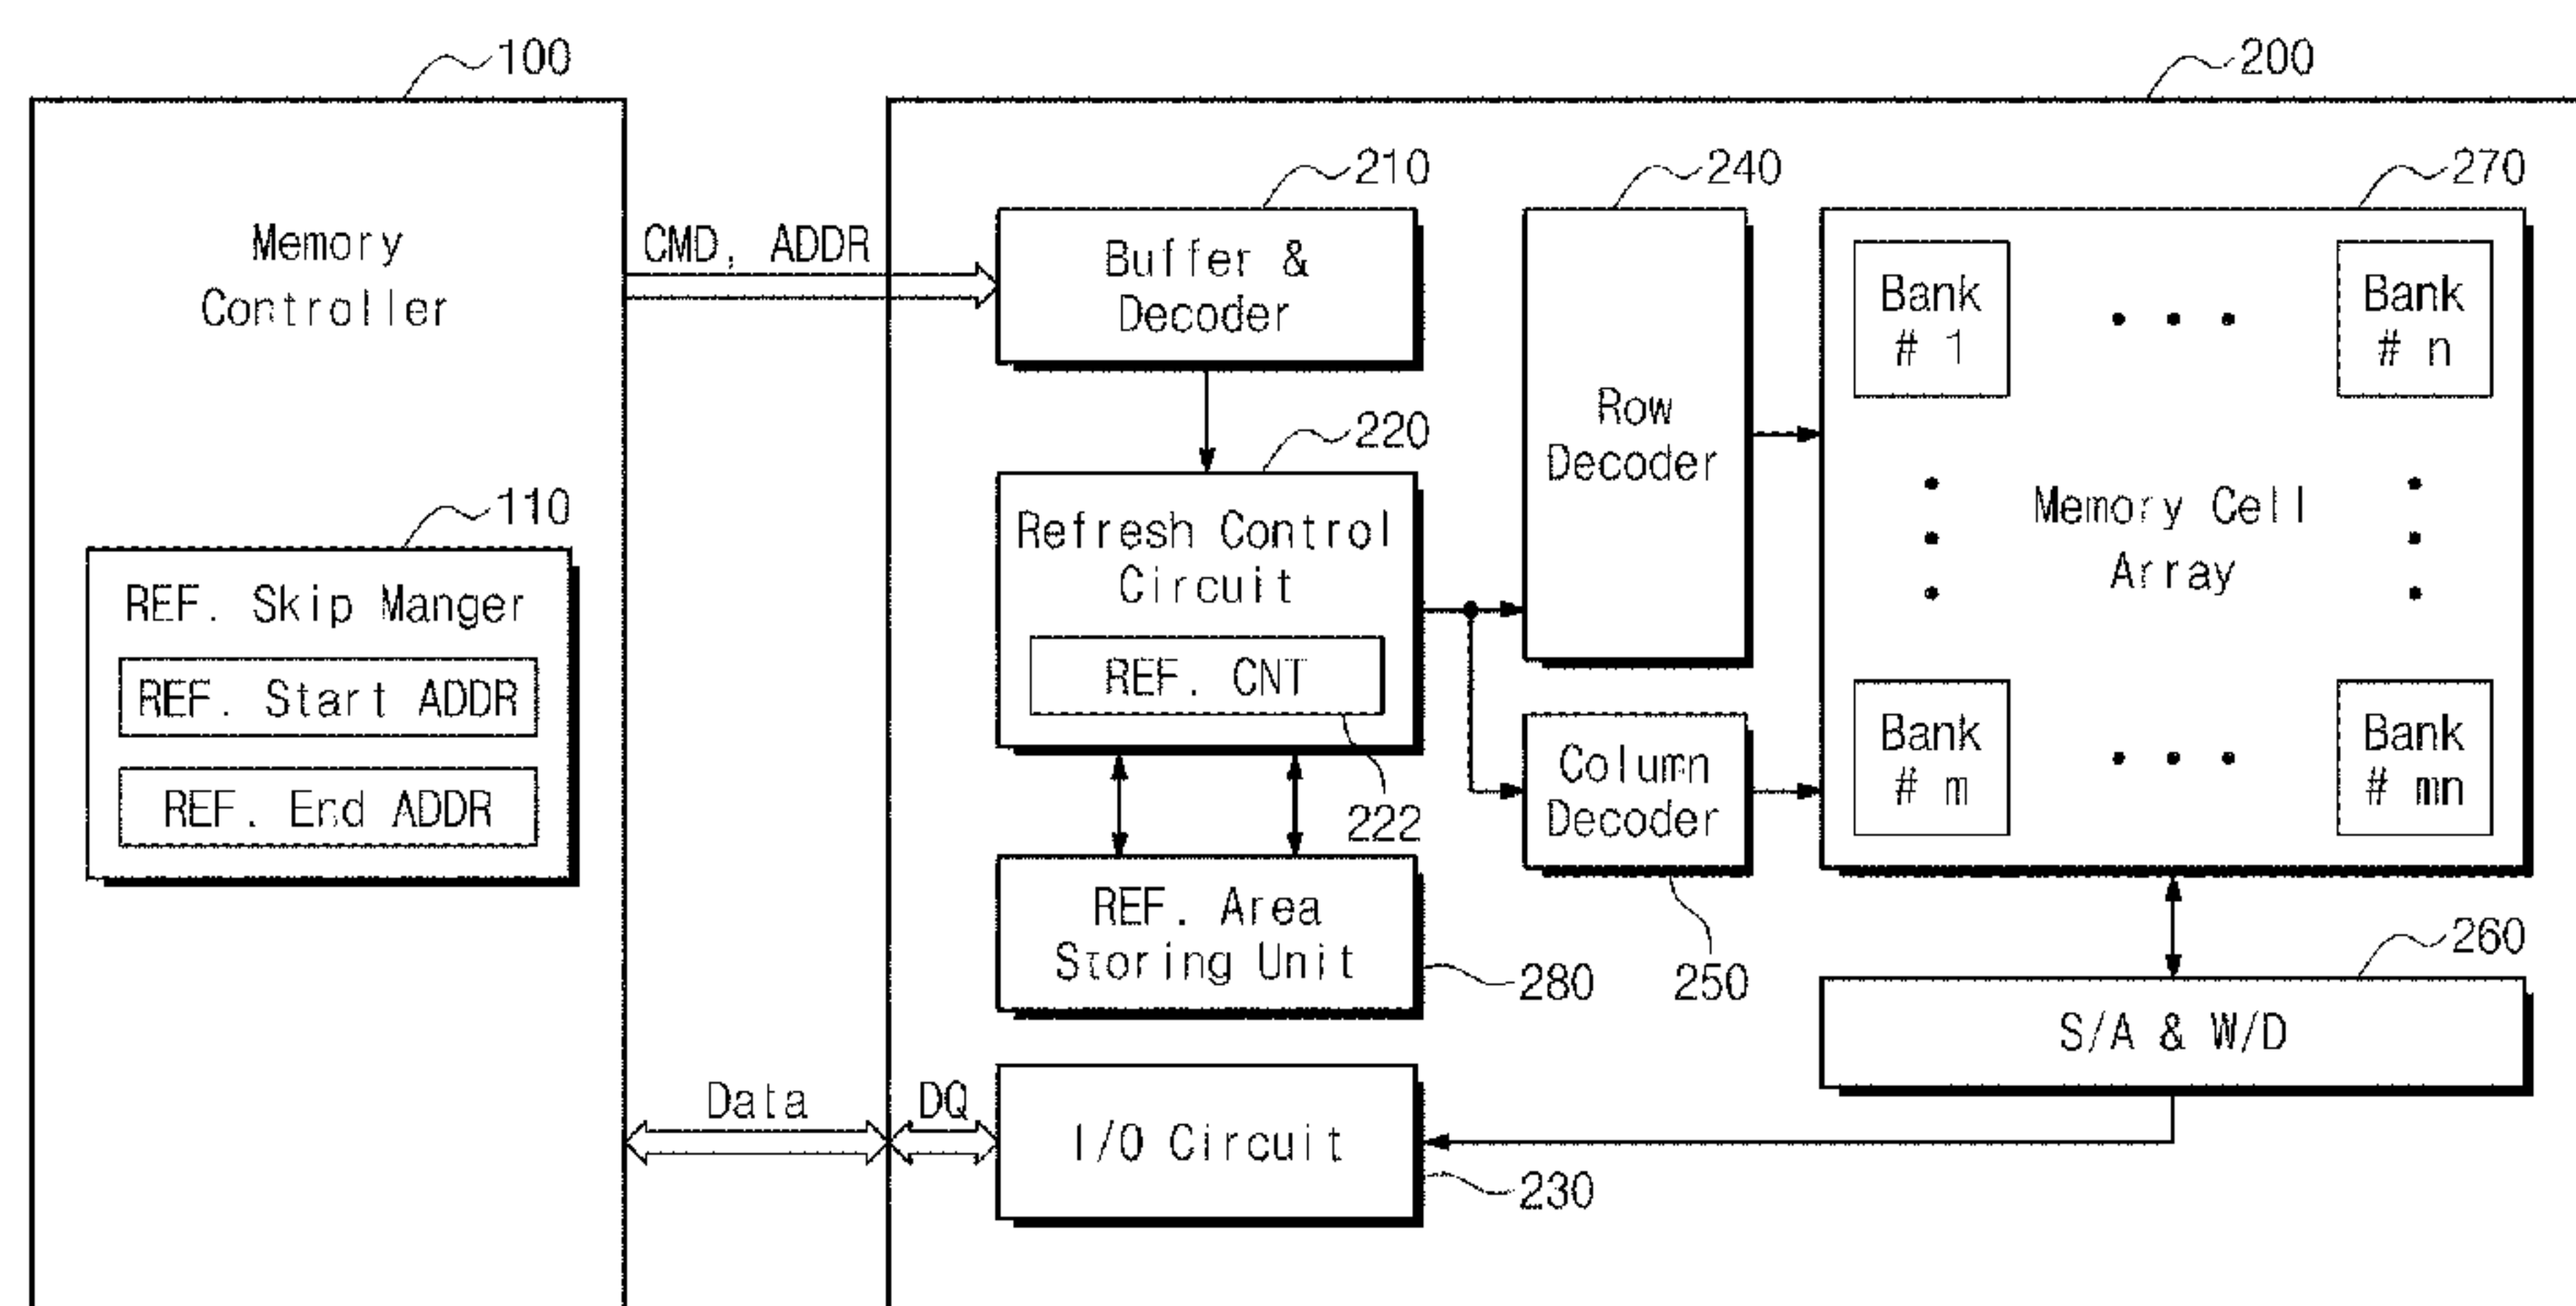 100
200
Memory
Controller
CMD, ADDR
110
REF. Skip Manger
REF. Start ADDR
REF. End ADDR
Data
DQ
210
Buffer &
Decoder
220
Refresh Control
Circuit
REF. CNT
222
REF. Area
Storing Unit
280
I/O Circuit
230
240
Row
Decoder
Column
Decoder
250
270
Bank
# 1
Bank
# n
Memory Cell
Array
Bank
# m
Bank
# mn
260
S/A & W/D